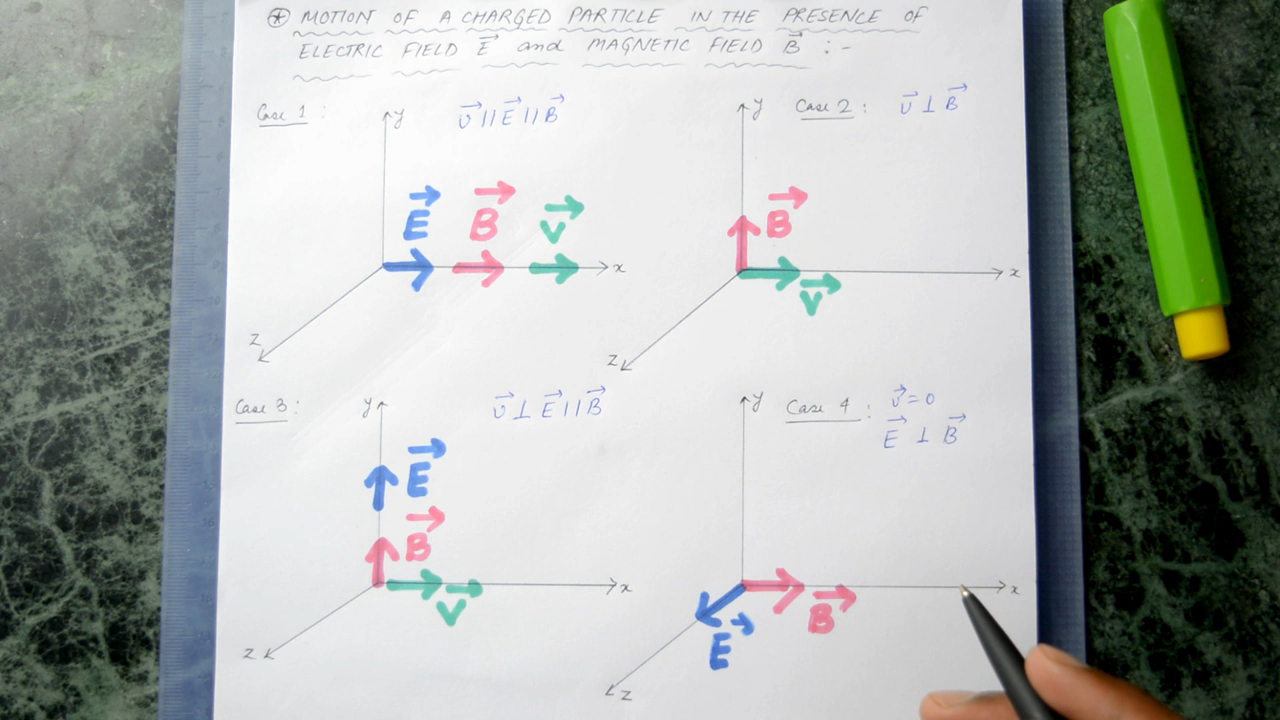 ⊛ MOTION OF A CHARGED PARTICLE IN THE PRESENCE OF
ELECTRIC FIELD E⃗ and MAGNETIC FIELD B⃗ :-
Case 1 :
y
v⃗ || E⃗ || B⃗
E⃗ B⃗ v⃗
x
z
Case 2 : v⃗ ⊥ B⃗
y
B⃗
v⃗
x
z
Case 3 :
y
v⃗ ⊥ E⃗ || B⃗
E⃗
B⃗
v⃗
x
z
Case 4 : v⃗ = 0
E⃗ ⊥ B⃗
y
B⃗
E⃗
x
z